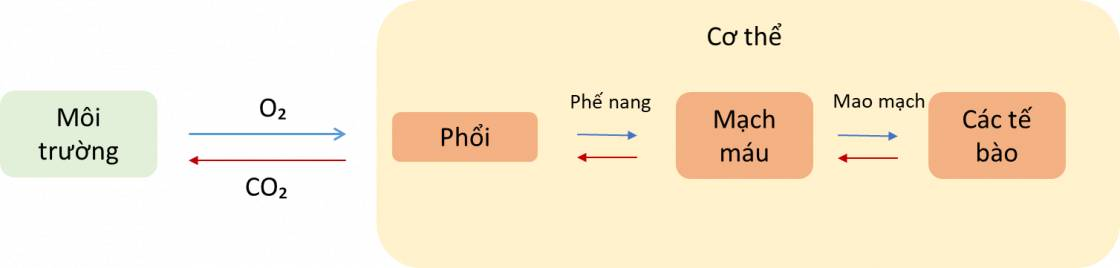 Cơ thể
Môi
trường
O₂
CO₂
Phổi
Phế nang
Mạch
máu
Mao mạch
Các tế
bào